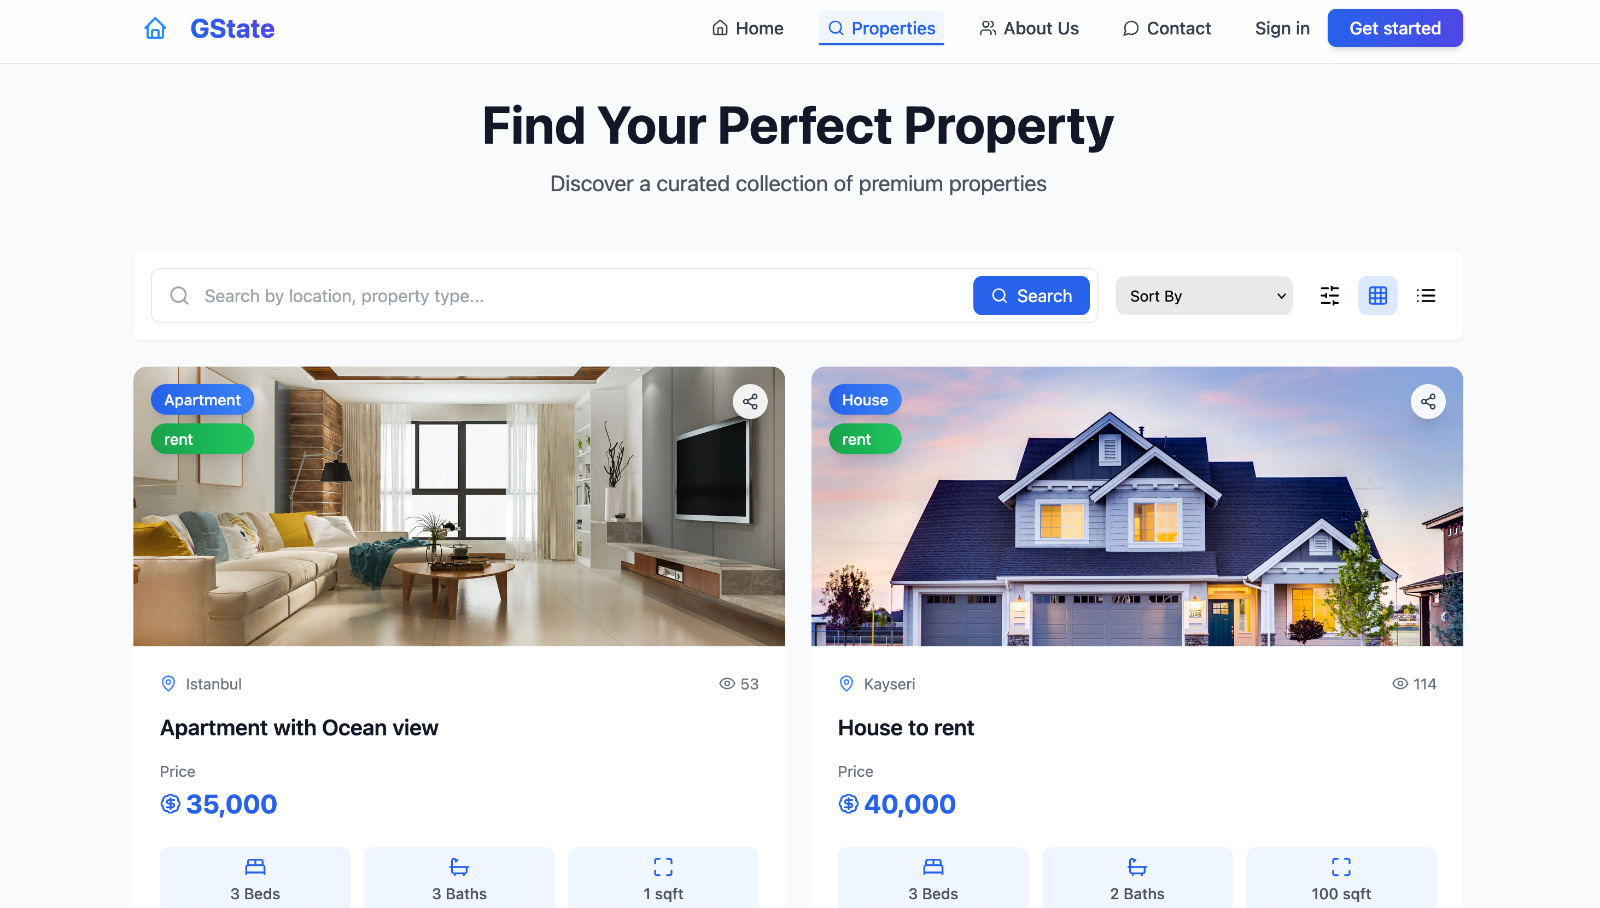 GState
Home
Properties
About Us
Contact
Sign in
Get started
Find Your Perfect Property
Discover a curated collection of premium properties
Search by location, property type...
Search
Sort By
Apartment
rent
House
rent
Istanbul
53
Apartment with Ocean view
Price
35,000
3 Beds
3 Baths
1 sqft
Kayseri
114
House to rent
Price
40,000
3 Beds
2 Baths
100 sqft